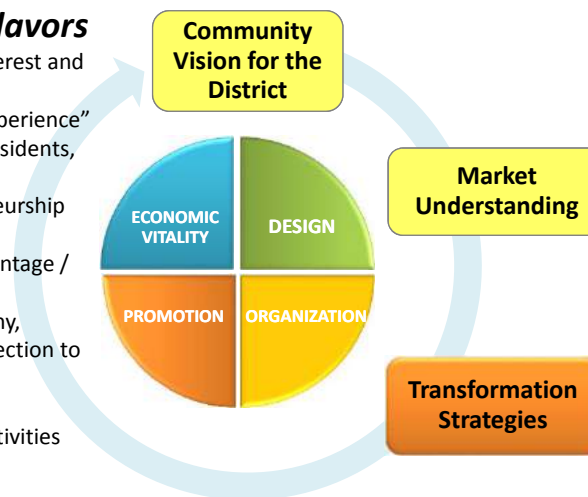 lavors
erest and
perience”
sidents,
eurship
ntage /
ny,
ection to
tivities
Community
Vision for the
District
Market
Understanding
Transformation
Strategies
ECONOMIC
VITALITY
DESIGN
PROMOTION
ORGANIZATION